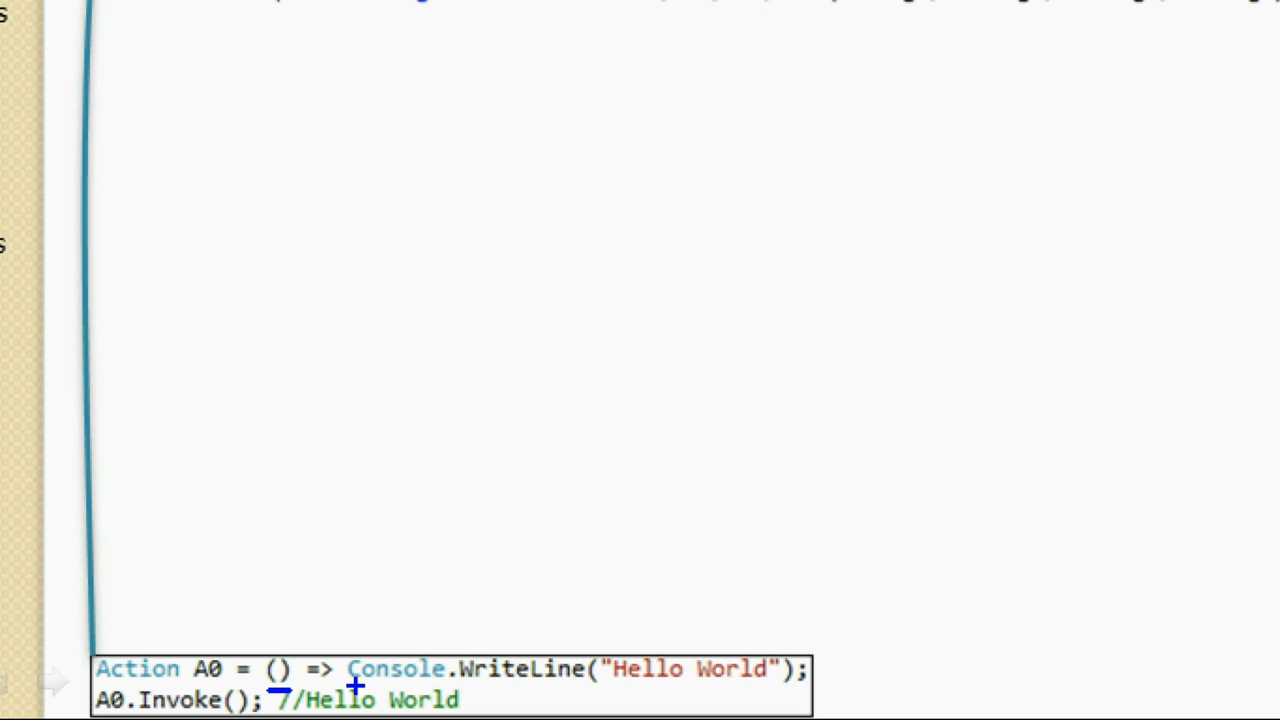 s
s
Action A0 = () => Console.WriteLine("Hello World");
A0.Invoke(); //Hello World